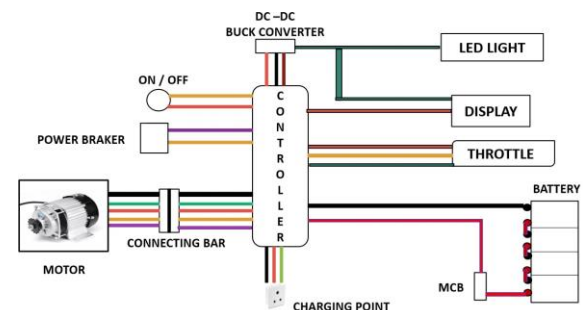 DC –DC
BUCK CONVERTER
LED LIGHT
ON / OFF
DISPLAY
POWER BRAKER
CONTROLLER
THROTTLE
BATTERY
CONNECTING BAR
MOTOR
MCB
CHARGING POINT